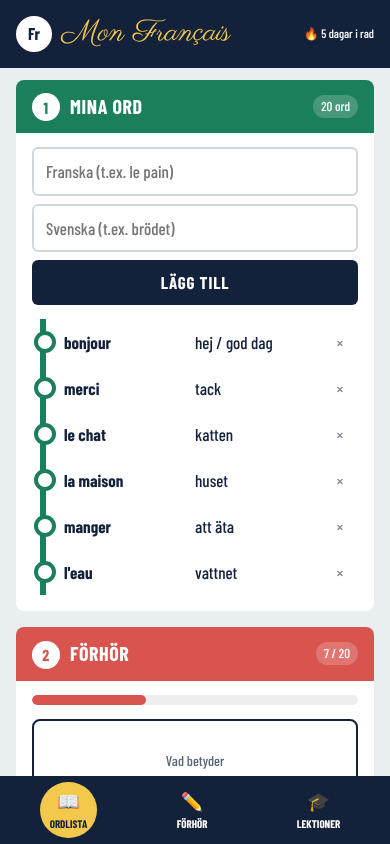 Fr Mon Français 🔥 5 dagar i rad
1 MINA ORD 20 ord
Franska (t.ex. le pain)
Svenska (t.ex. brödet)
LÄGG TILL
bonjour hej / god dag ×
merci tack ×
le chat katten ×
la maison huset ×
manger att äta ×
l'eau vattnet ×
2 FÖRHÖR 7 / 20
Vad betyder
ORDLISTA FÖRHÖR LEKTIONER